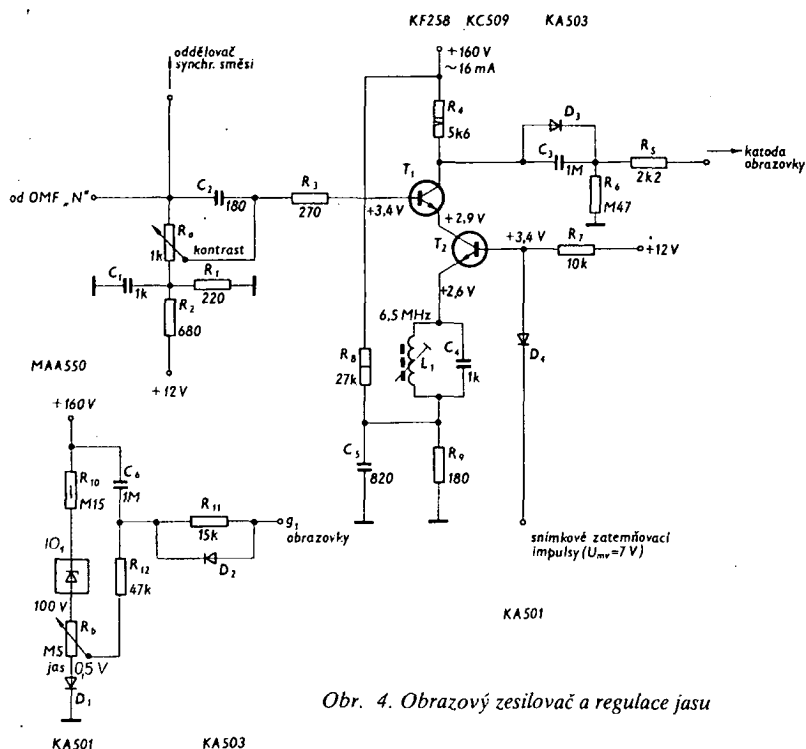 KF258 KC509 KA503
oddělovač
synchr. směsi
+160 V
~16 mA
R4
5k6
D3
C3
1M
R5
2k2
katoda
obrazovky
R6
M47
od OMF „N"
C2
180
R3
270
+3,4 V
T1
+2,9 V
T2
+3,4 V
R7
10k
+12V
Ra
1k
kontrast
C1
1k
R1
220
R2
680
+12 V
+2,6V
6,5 MHz
L1
C4
1k
D4
R8
27k
C5
820
R9
180
MAA550
+160 V
R10
M15
C6
1M
R11
15k
D2
g1
obrazovky
IO1
R12
47k
100 V
Rb
M5
jas
0,5 V
D1
snímkové zatemňovací
impulsy (Umv=7 V)
KA501
Obr. 4. Obrazový zesilovač a regulace jasu
KA501 KA503